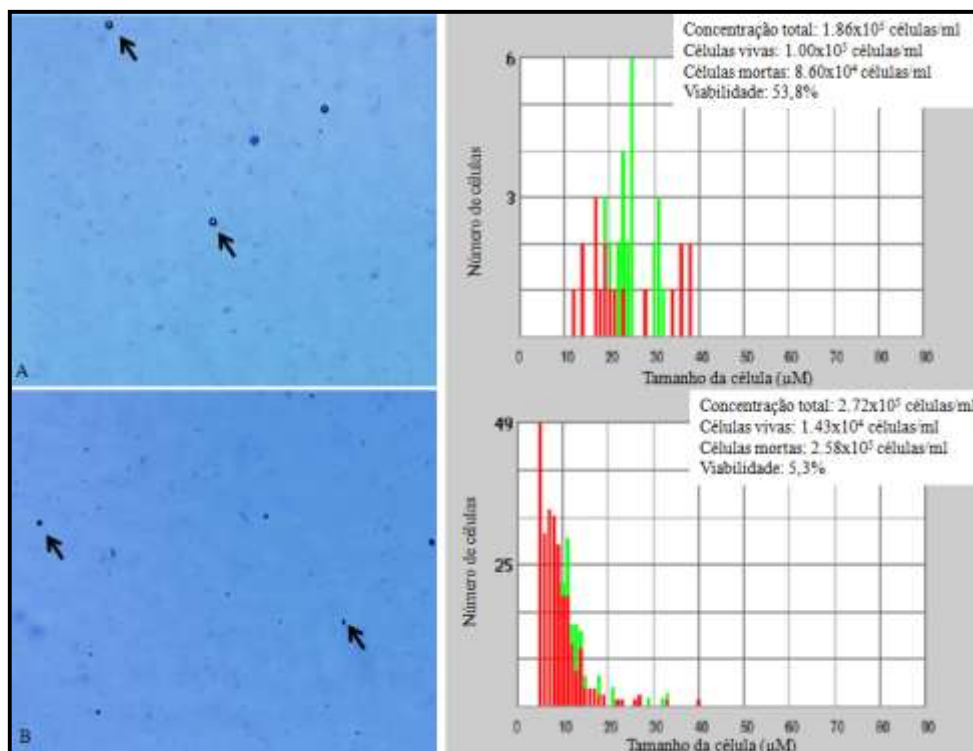 Concentração total: 1.86x10⁵ células/ml
Células vivas: 1.00x10⁵ células/ml
Células mortas: 8.60x10⁴ células/ml
Viabilidade: 53,8%
6
3
Número de células
0 10 20 30 40 50 60 70 80 90
Tamanho da célula (µM)
A
Concentração total: 2.72x10⁵ células/ml
Células vivas: 1.43x10⁴ células/ml
Células mortas: 2.58x10⁵ células/ml
Viabilidade: 5,3%
49
25
Número de células
0 10 20 30 40 50 60 70 80 90
Tamanho da célula (µM)
B